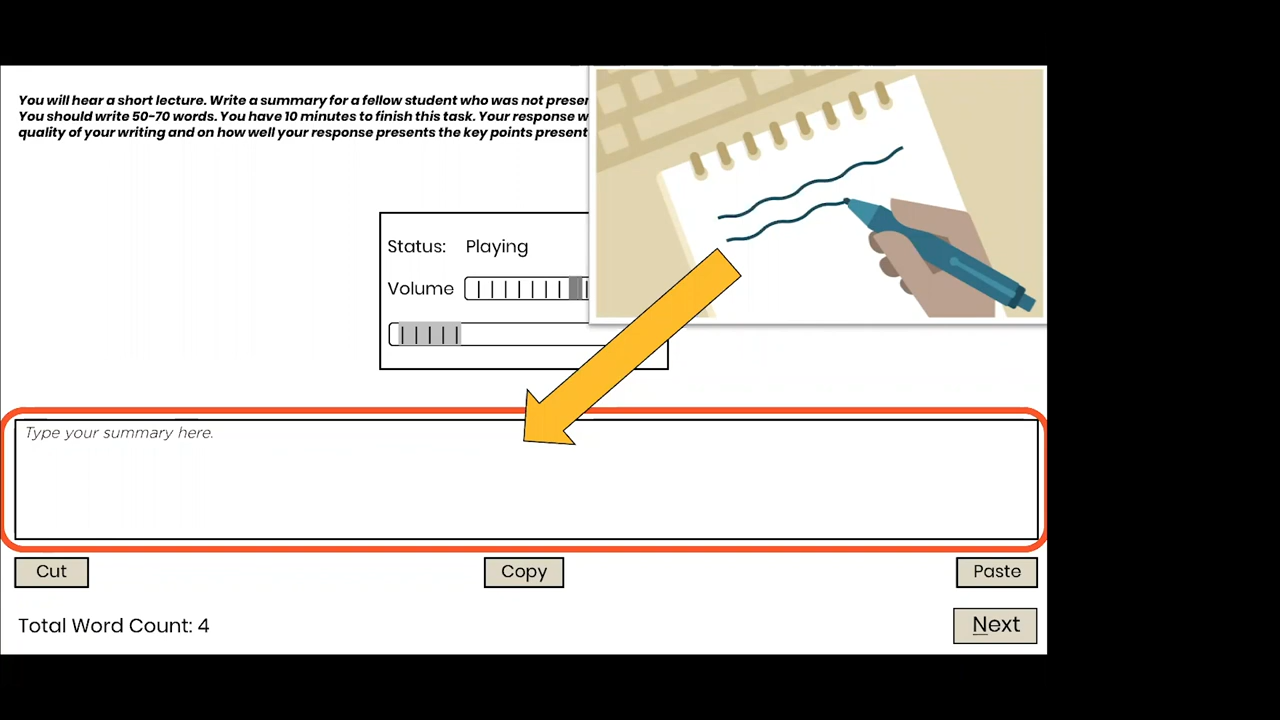 You will hear a short lecture. Write a summary for a fellow student who was not
You should write 50-70 words. You have 10 minutes to finish this task. Your response
quality of your writing and on how well your response presents the key points
Status: Playing
Volume
Type your summary here.
Cut Copy Paste
Total Word Count: 4
Next